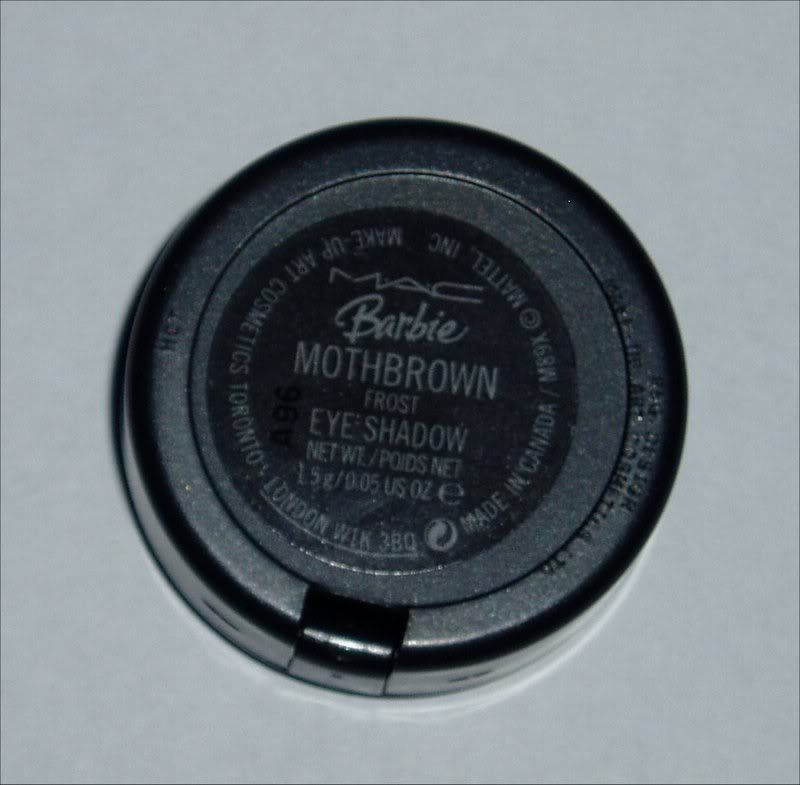 MAC
Barbie
MOTHBROWN
FROST
EYE SHADOW
NET WT./POIDS NET
1.5 g/0.05 US OZ e
A96
MAKE-UP ART COSMETICS TORONTO · LONDON W1K 3BQ
MADE IN CANADA / M89X © MATTEL, INC